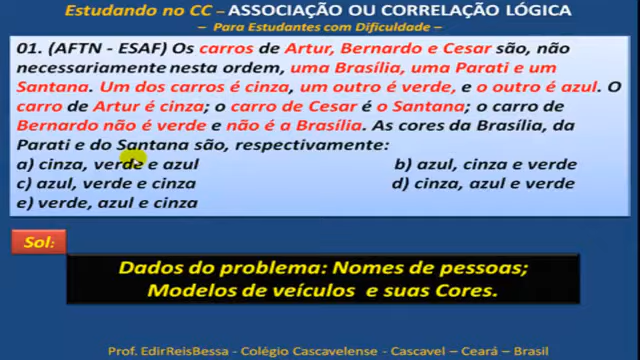 Estudando no CC – ASSOCIAÇÃO OU CORRELAÇÃO LÓGICA
– Para Estudantes com Dificuldade –
01. (AFTN - ESAF) Os carros de Artur, Bernardo e Cesar são, não
necessariamente nesta ordem, uma Brasília, uma Parati e um
Santana. Um dos carros é cinza, um outro é verde, e o outro é azul. O
carro de Artur é cinza; o carro de Cesar é o Santana; o carro de
Bernardo não é verde e não é a Brasília. As cores da Brasília, da
Parati e do Santana são, respectivamente:
a) cinza, verde e azul b) azul, cinza e verde
c) azul, verde e cinza d) cinza, azul e verde
e) verde, azul e cinza
Sol:
Dados do problema: Nomes de pessoas;
Modelos de veículos e suas Cores.
Prof. EdirReisBessa - Colégio Cascavelense - Cascavel – Ceará – Brasil